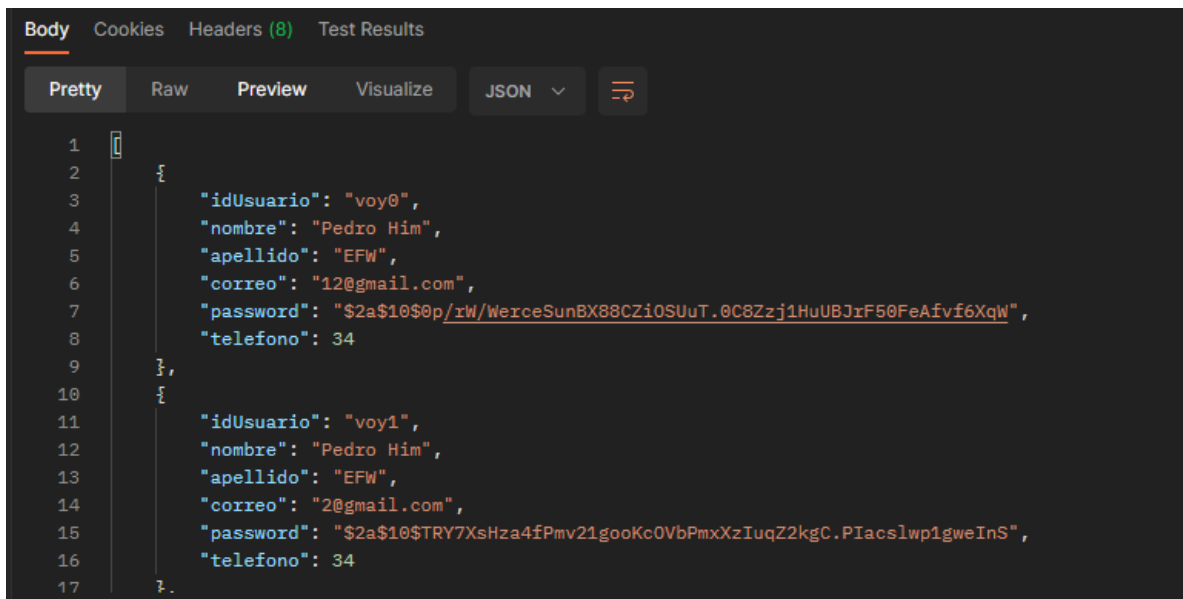 Body Cookies Headers (8) Test Results
Pretty Raw Preview Visualize JSON
1 [
2 {
3 "idUsuario": "voy0",
4 "nombre": "Pedro Him",
5 "apellido": "EFW",
6 "correo": "12@gmail.com",
7 "password": "$2a$10$0p/rW/WerceSunBX88CZiOSUuT.0C8Zzj1HuUBJrF50FeAfvf6XqW",
8 "telefono": 34
9 },
10 {
11 "idUsuario": "voy1",
12 "nombre": "Pedro Him",
13 "apellido": "EFW",
14 "correo": "2@gmail.com",
15 "password": "$2a$10$TRY7XsHza4fPmv21gooKcOVbPmxXzIuqZ2kgC.PIacslwp1gweInS",
16 "telefono": 34
17 },